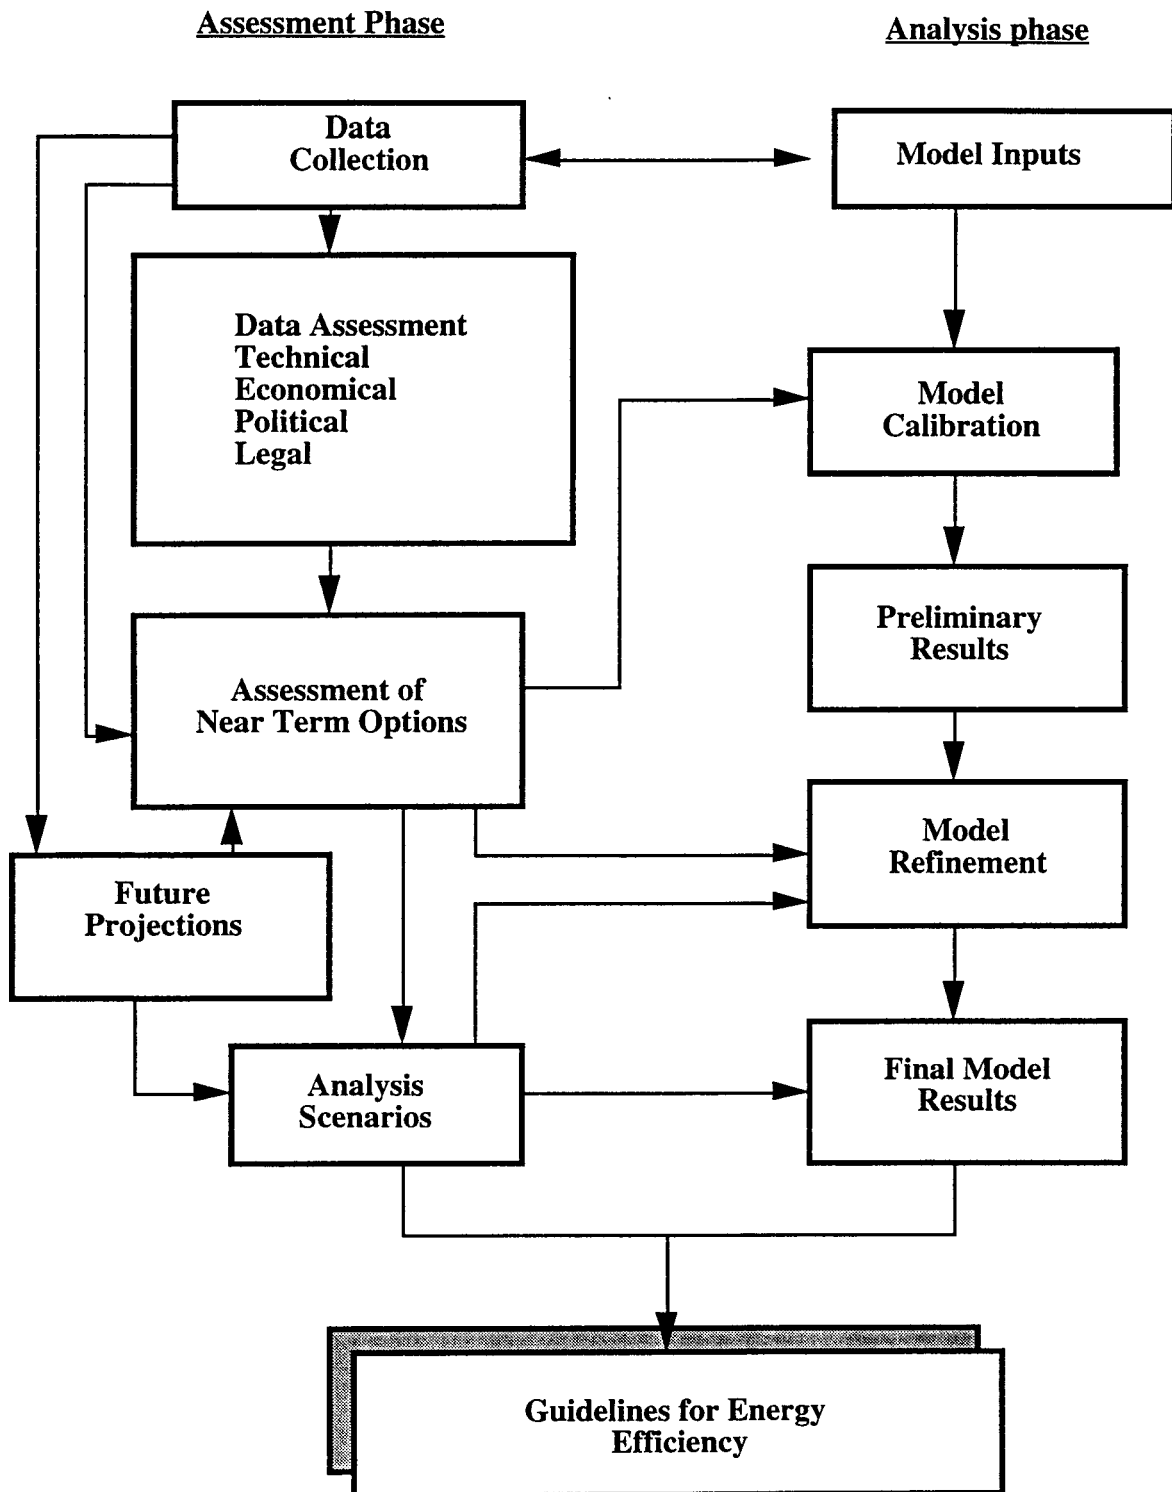 Assessment Phase
Analysis phase
Data
Collection
Model Inputs
Data Assessment
Technical
Economical
Political
Legal
Model
Calibration
Preliminary
Results
Assessment of
Near Term Options
Model
Refinement
Future
Projections
Analysis
Scenarios
Final Model
Results
Guidelines for Energy
Efficiency